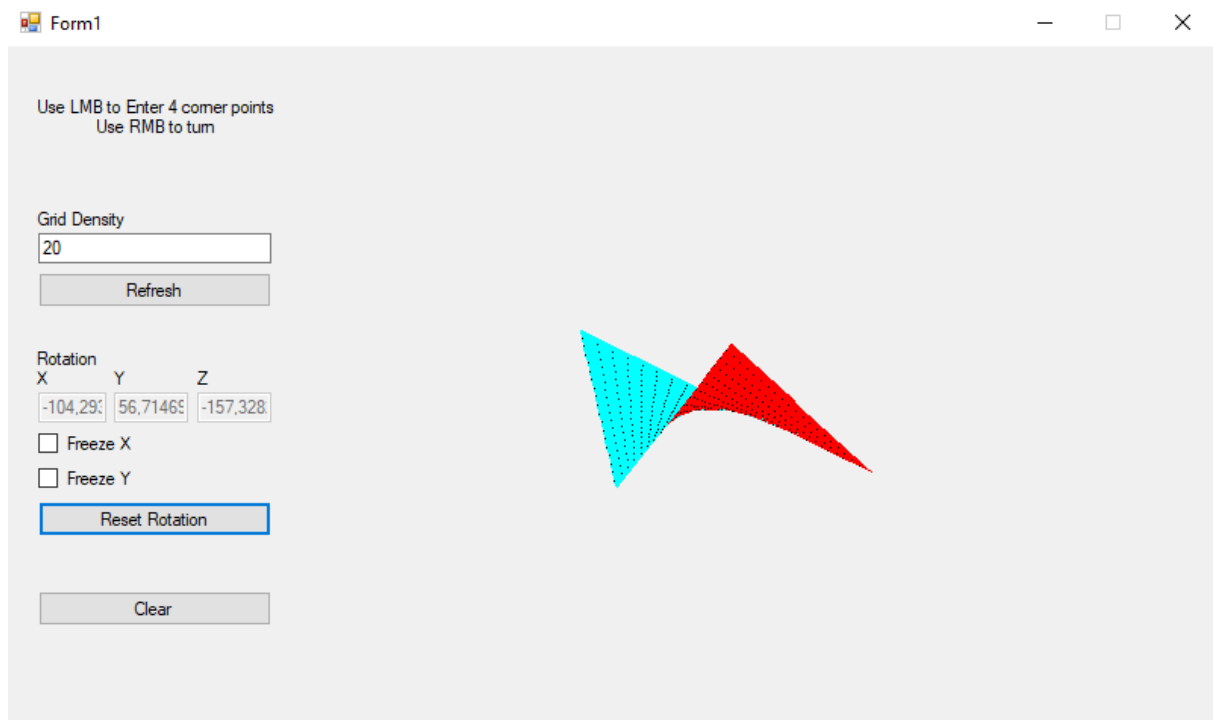 Form1
Use LMB to Enter 4 corner points
Use RMB to turn
Grid Density
20
Refresh
Rotation
X Y Z
-104,293 56,71469 -157,328
Freeze X
Freeze Y
Reset Rotation
Clear